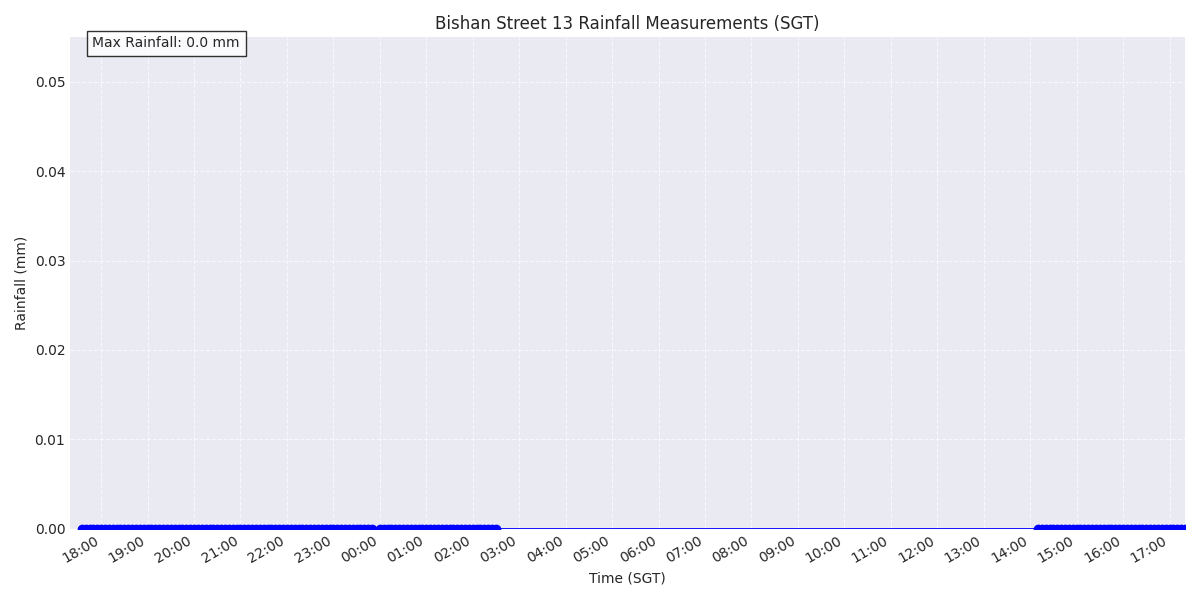 Bishan Street 13 Rainfall Measurements (SGT)
Max Rainfall: 0.0 mm
0.05
0.04
0.03
0.02
0.01
0.00
Rainfall (mm)
18:00 19:00 20:00 21:00 22:00 23:00 00:00 01:00 02:00 03:00 04:00 05:00 06:00 07:00 08:00 09:00 10:00 11:00 12:00 13:00 14:00 15:00 16:00 17:00
Time (SGT)